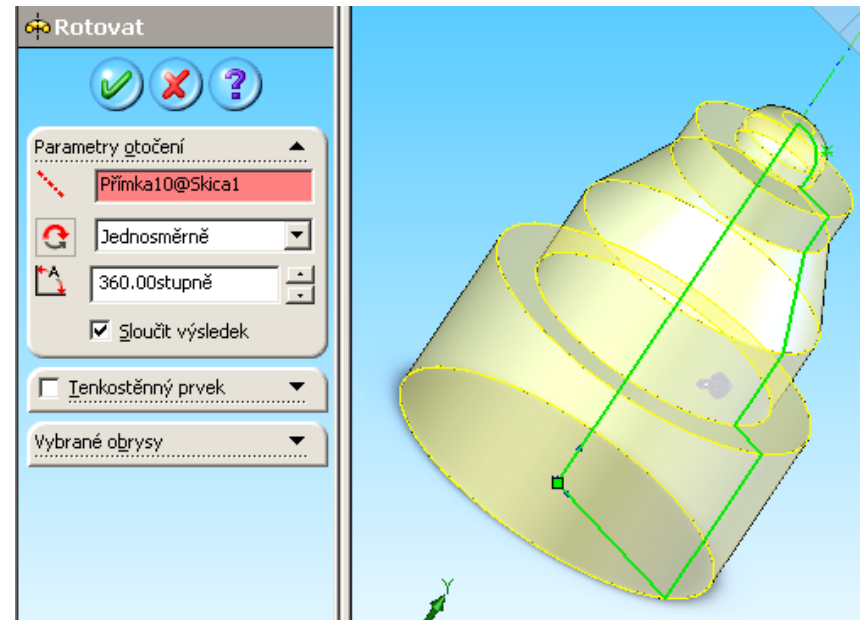 Rotovat
Parametry otočení
Přímka10@Skica1
Jednosměrně
A
360.00stupně
Sloučit výsledek
Tenkostěnný prvek
Vybrané obrysy
Y